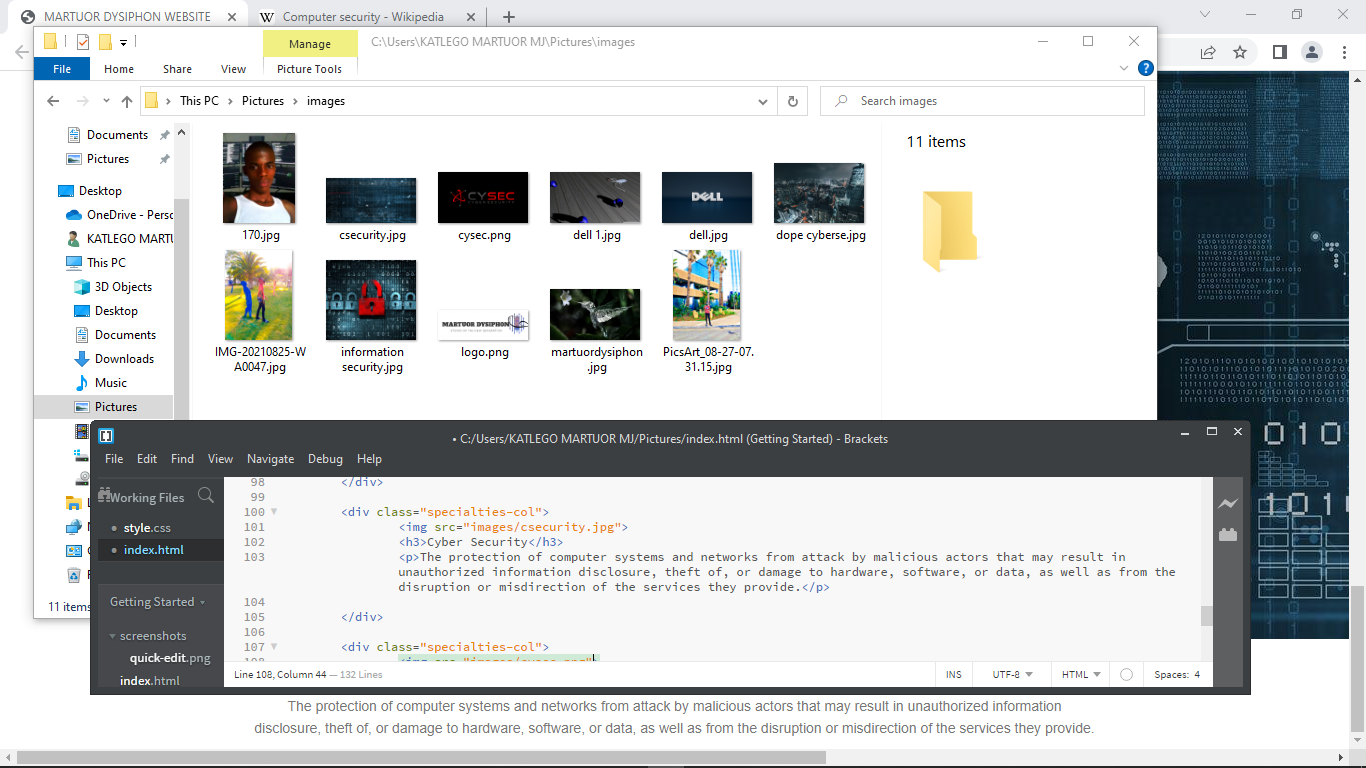 MARTUOR DYSIPHON WEBSITE
Computer security - Wikipedia
Manage
C:\Users\KATLEGO MARTUOR MJ\Pictures\images
File Home Share View Picture Tools
This PC > Pictures > images
Search images
Documents
Pictures
Desktop
OneDrive - Perso
KATLEGO MARTU
This PC
3D Objects
Desktop
Documents
Downloads
Music
Pictures
11 items
170.jpg
csecurity.jpg
CYSEC
cysec.png
dell 1.jpg
DELL
dell.jpg
dope cyberse.jpg
IMG-20210825-W
A0047.jpg
information
security.jpg
MARTUOR DYSIPHON
logo.png
martuordysiphon
.jpg
PicsArt_08-27-07.
31.15.jpg
11 items
• C:/Users/KATLEGO MARTUOR MJ/Pictures/index.html (Getting Started) - Brackets
File Edit Find View Navigate Debug Help
Working Files
style.css
index.html
Getting Started
screenshots
quick-edit.png
index.html
98 </div>
99
100 <div class="specialties-col">
101 <img src="images/csecurity.jpg">
102 <h3>Cyber Security</h3>
103 <p>The protection of computer systems and networks from attack by malicious actors that may result in
unauthorized information disclosure, theft of, or damage to hardware, software, or data, as well as from the
disruption or misdirection of the services they provide.</p>
104
105 </div>
106
107 <div class="specialties-col">
Line 108, Column 44 — 132 Lines
INS UTF-8 HTML Spaces: 4
The protection of computer systems and networks from attack by malicious actors that may result in unauthorized information
disclosure, theft of, or damage to hardware, software, or data, as well as from the disruption or misdirection of the services they provide.